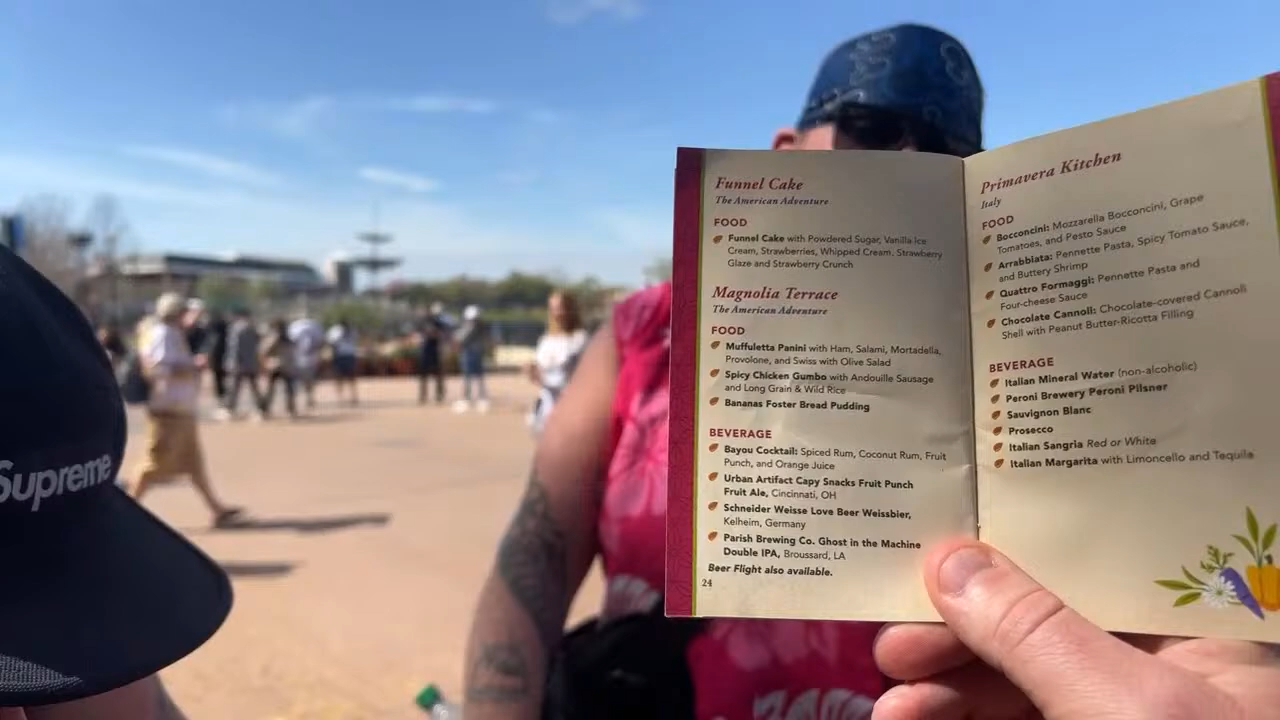 Supreme
Funnel Cake
The American Adventure
FOOD
Funnel Cake with Powdered Sugar, Vanilla Ice
Cream, Strawberries, Whipped Cream, Strawberry
Glaze and Strawberry Crunch
Magnolia Terrace
The American Adventure
FOOD
Muffuletta Panini with Ham, Salami, Mortadella,
Provolone, and Swiss with Olive Salad
Spicy Chicken Gumbo with Andouille Sausage
and Long Grain & Wild Rice
Bananas Foster Bread Pudding
BEVERAGE
Bayou Cocktail: Spiced Rum, Coconut Rum, Fruit
Punch, and Orange Juice
Urban Artifact Capy Snacks Fruit Punch
Fruit Ale, Cincinnati, OH
Schneider Weisse Love Beer Weissbier,
Kelheim, Germany
Parish Brewing Co. Ghost in the Machine
Double IPA, Broussard, LA
Beer Flight also available.
24
Primavera Kitchen
Italy
FOOD
Bocconcini: Mozzarella Bocconcini, Grape
Tomatoes, and Pesto Sauce
Arrabbiata: Pennette Pasta, Spicy Tomato Sauce,
and Buttery Shrimp
Quattro Formaggi: Pennette Pasta and
Four-cheese Sauce
Chocolate Cannoli: Chocolate-covered Cannoli
Shell with Peanut Butter-Ricotta Filling
BEVERAGE
Italian Mineral Water (non-alcoholic)
Peroni Brewery Peroni Pilsner
Sauvignon Blanc
Prosecco
Italian Sangria Red or White
Italian Margarita with Limoncello and Tequila